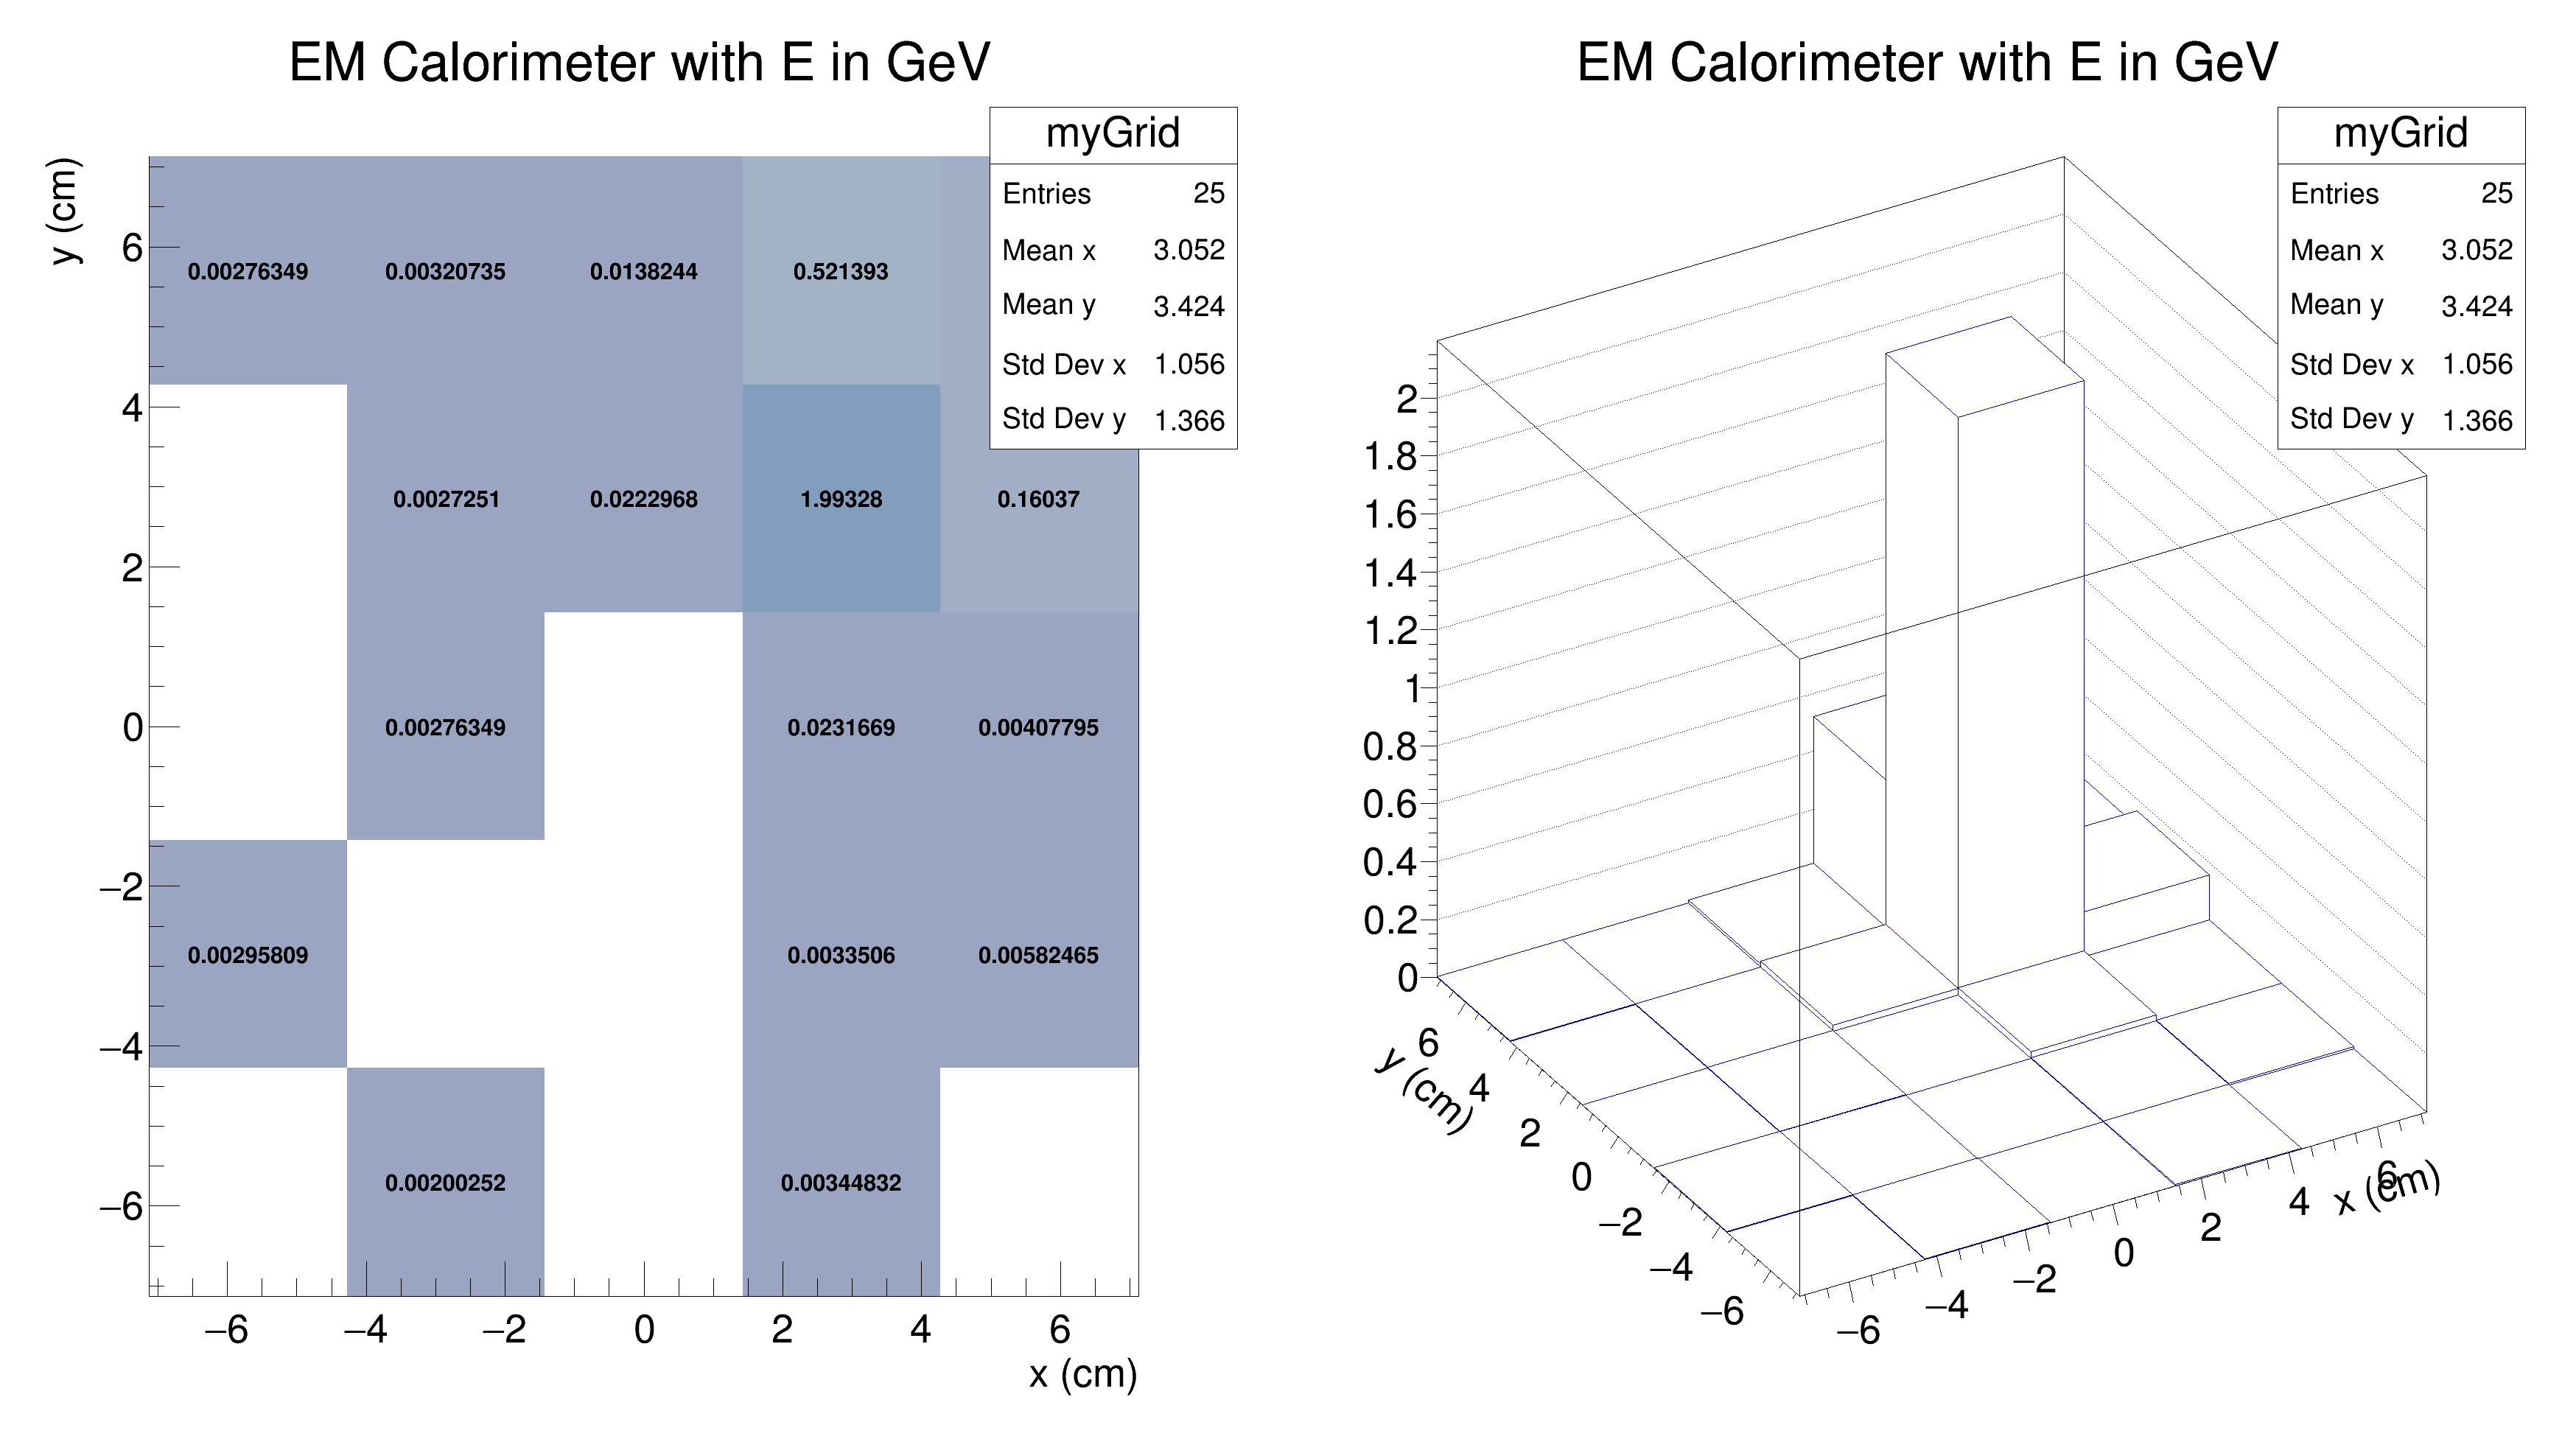 EM Calorimeter with E in GeV
myGrid
Entries 25
Mean x 3.052
Mean y 3.424
Std Dev x 1.056
Std Dev y 1.366
y (cm)
6
4
2
0
−2
−4
−6
0.00276349 0.00320735 0.0138244 0.521393
0.0027251 0.0222968 1.99328 0.16037
0.00276349 0.0231669 0.00407795
0.00295809 0.0033506 0.00582465
0.00200252 0.00344832
−6 −4 −2 0 2 4 6
x (cm)
EM Calorimeter with E in GeV
myGrid
Entries 25
Mean x 3.052
Mean y 3.424
Std Dev x 1.056
Std Dev y 1.366
2
1.8
1.6
1.4
1.2
1
0.8
0.6
0.4
0.2
0
6
4
2
0
−2
−4
−6
y (cm)
−6
−4
−2
0
2
4
6
x (cm)